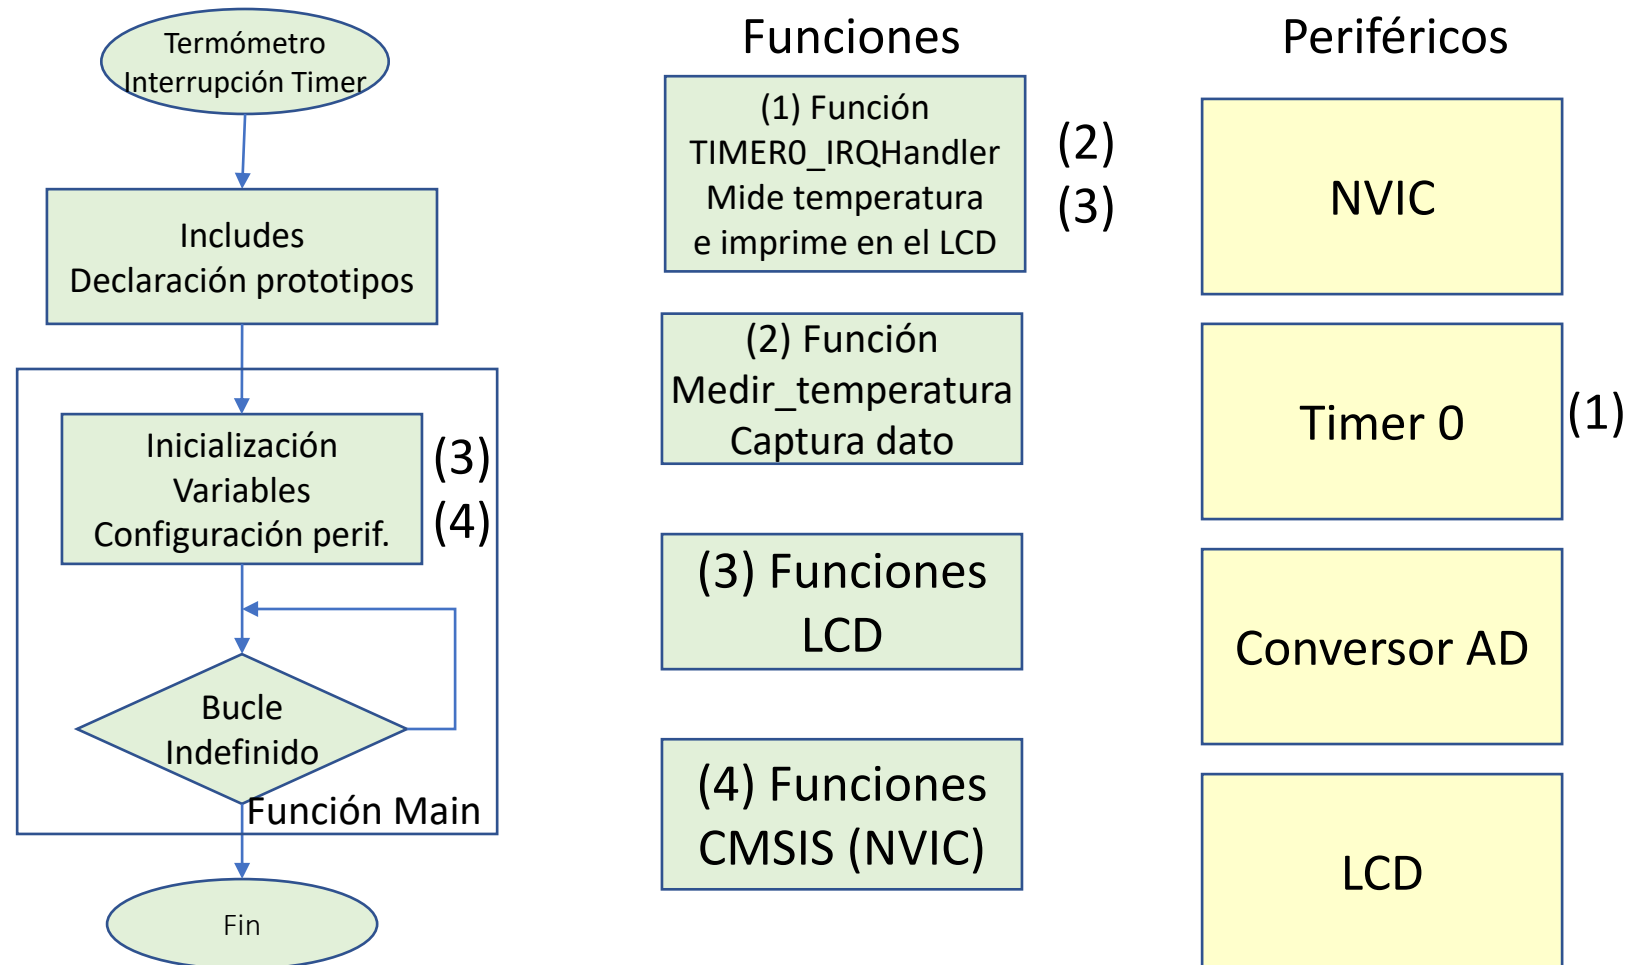 Termómetro
Interrupción Timer
Includes
Declaración prototipos
Inicialización
Variables
Configuración perif.
(3)
(4)
Bucle
Indefinido
Función Main
Fin
Funciones
(1) Función
TIMER0_IRQHandler
Mide temperatura
e imprime en el LCD
(2)
(3)
(2) Función
Medir_temperatura
Captura dato
(3) Funciones
LCD
(4) Funciones
CMSIS (NVIC)
Periféricos
NVIC
Timer 0
(1)
Conversor AD
LCD